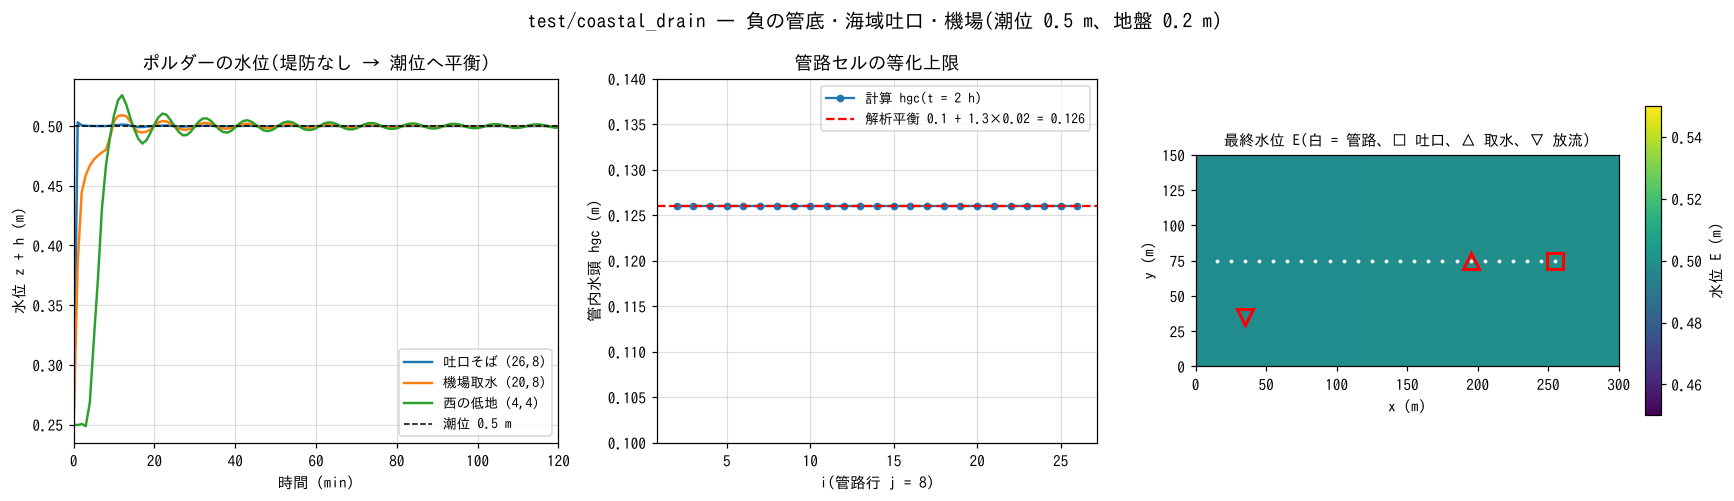 test/coastal_drain — 負の管底・海域吐口・機場(潮位 0.5 m、地盤 0.2 m)
ポルダーの水位(堤防なし → 潮位へ平衡)
水位 z + h (m)
0.50
0.45
0.40
0.35
0.30
0.25
吐口そば (26,8)
機場取水 (20,8)
西の低地 (4,4)
潮位 0.5 m
0 20 40 60 80 100 120
時間 (min)
管路セルの等化上限
管内水頭 hgc (m)
0.140
0.135
0.130
0.125
0.120
0.115
0.110
0.105
0.100
計算 hgc(t = 2 h)
解析平衡 0.1 + 1.3×0.02 = 0.126
5 10 15 20 25
i(管路行 j = 8)
最終水位 E(白 = 管路、□ 吐口、△ 取水、▽ 放流)
y (m)
150
125
100
75
50
25
0
0 50 100 150 200 250 300
x (m)
0.54
0.52
0.50
0.48
0.46
水位 E (m)